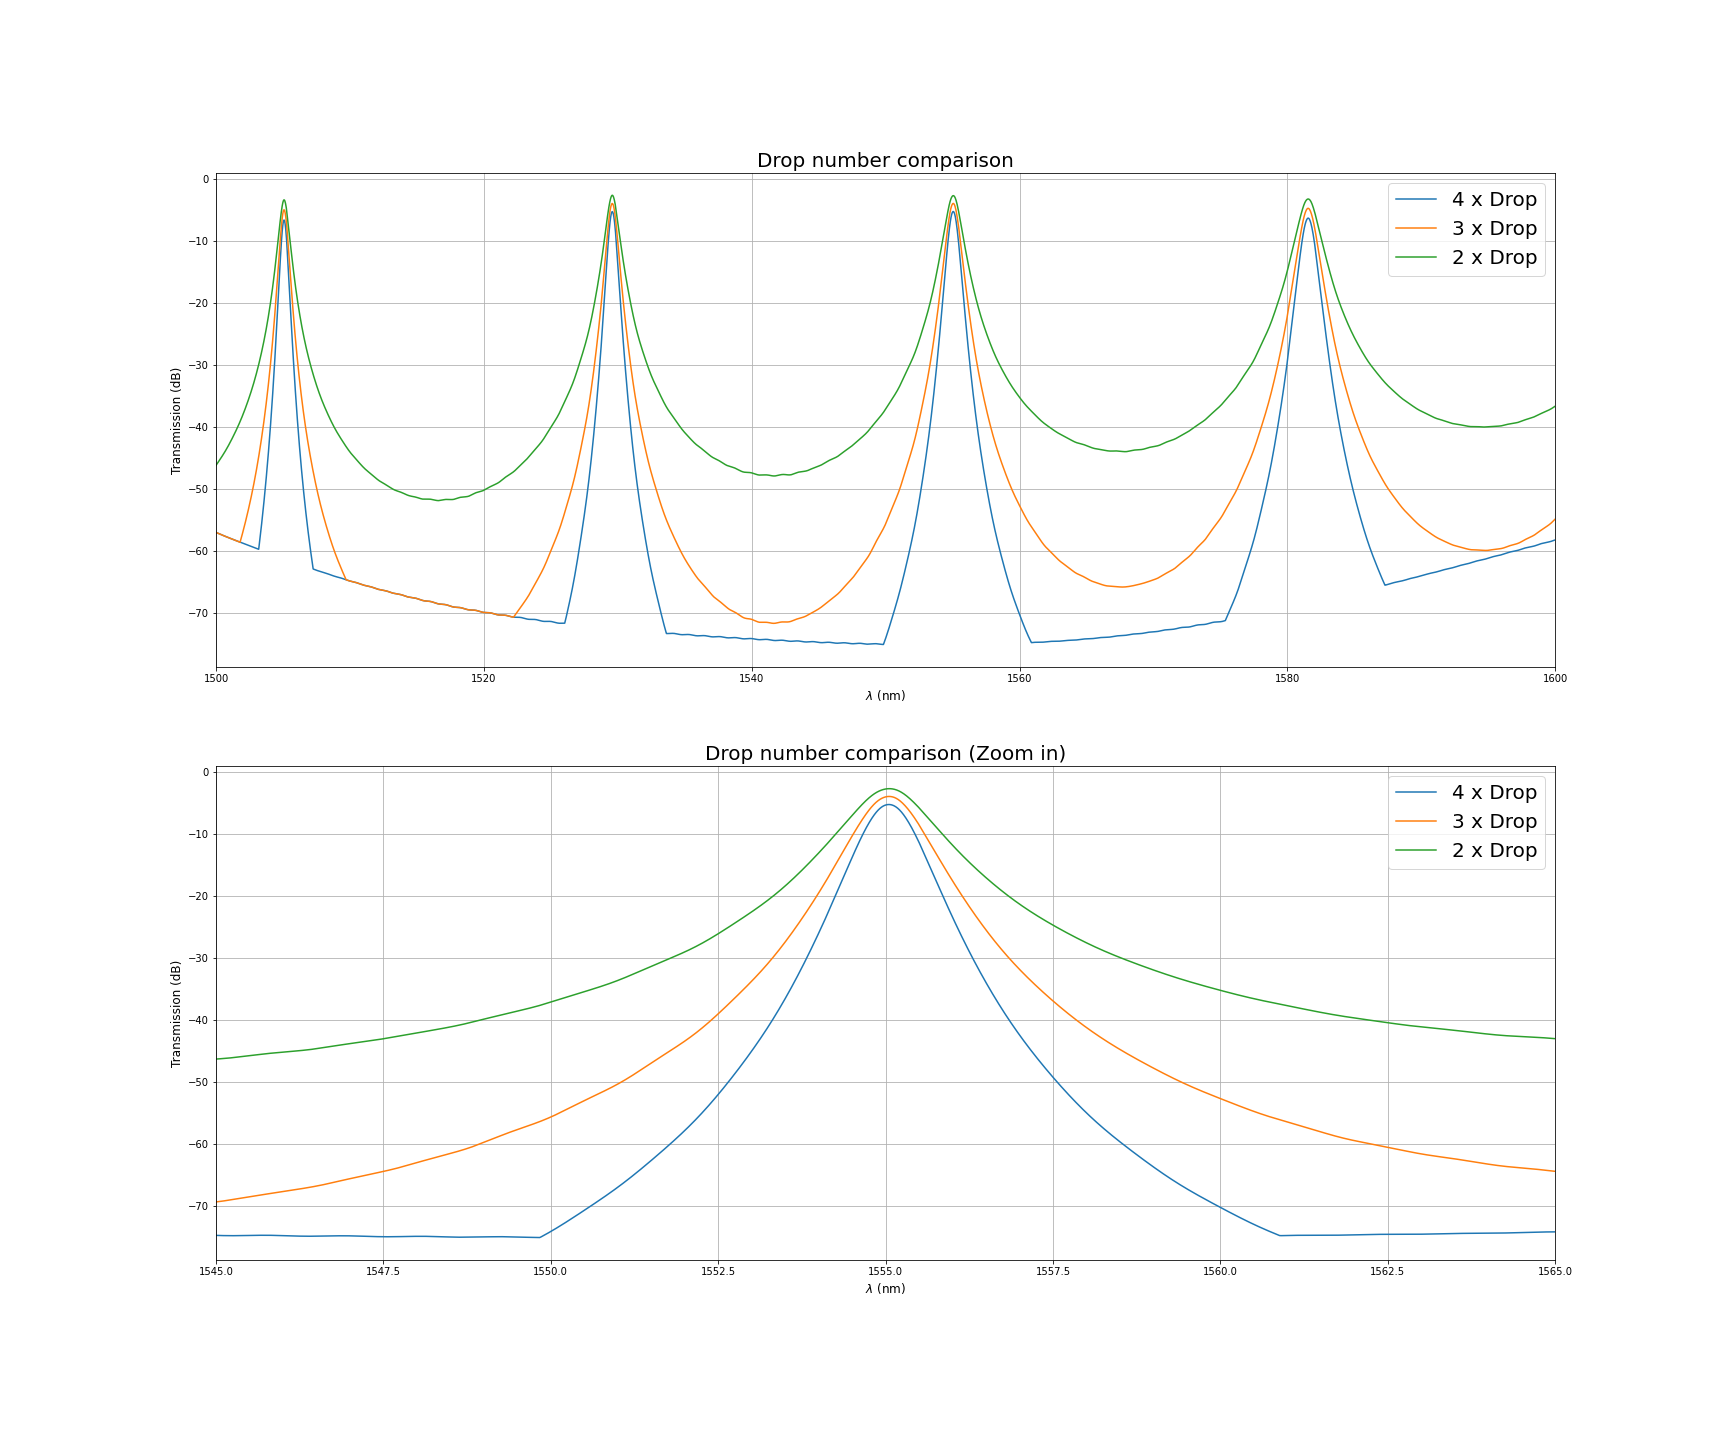 Drop number comparison
0
−10
−20
−30
−40
−50
−60
−70
Transmission (dB)
4 x Drop
3 x Drop
2 x Drop
1500
1520
1540
1560
1580
1600
λ (nm)
Drop number comparison (Zoom in)
0
−10
−20
−30
−40
−50
−60
−70
Transmission (dB)
4 x Drop
3 x Drop
2 x Drop
1545.0
1547.5
1550.0
1552.5
1555.0
1557.5
1560.0
1562.5
1565.0
λ (nm)